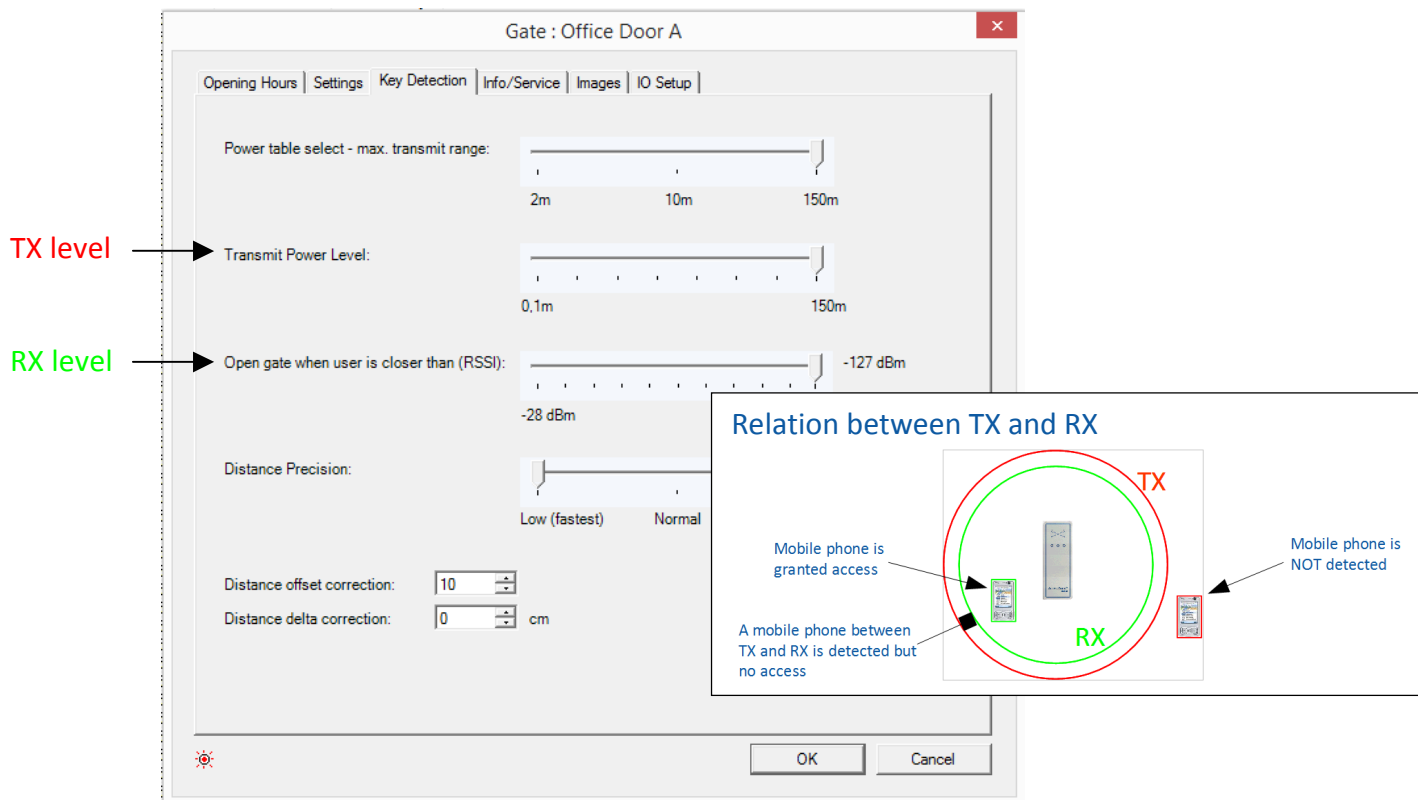 Gate : Office Door A
Opening Hours Settings Key Detection Info/Service Images IO Setup
Power table select - max. transmit range:
2m 10m 150m
TX level
Transmit Power Level:
0,1m 150m
RX level
Open gate when user is closer than (RSSI):
-127 dBm
-28 dBm
Distance Precision:
Low (fastest) Normal
Distance offset correction: 10
Distance delta correction: 0 cm
OK Cancel
Relation between TX and RX
TX
Mobile phone is
granted access
Mobile phone is
NOT detected
A mobile phone between
TX and RX is detected but
no access
RX